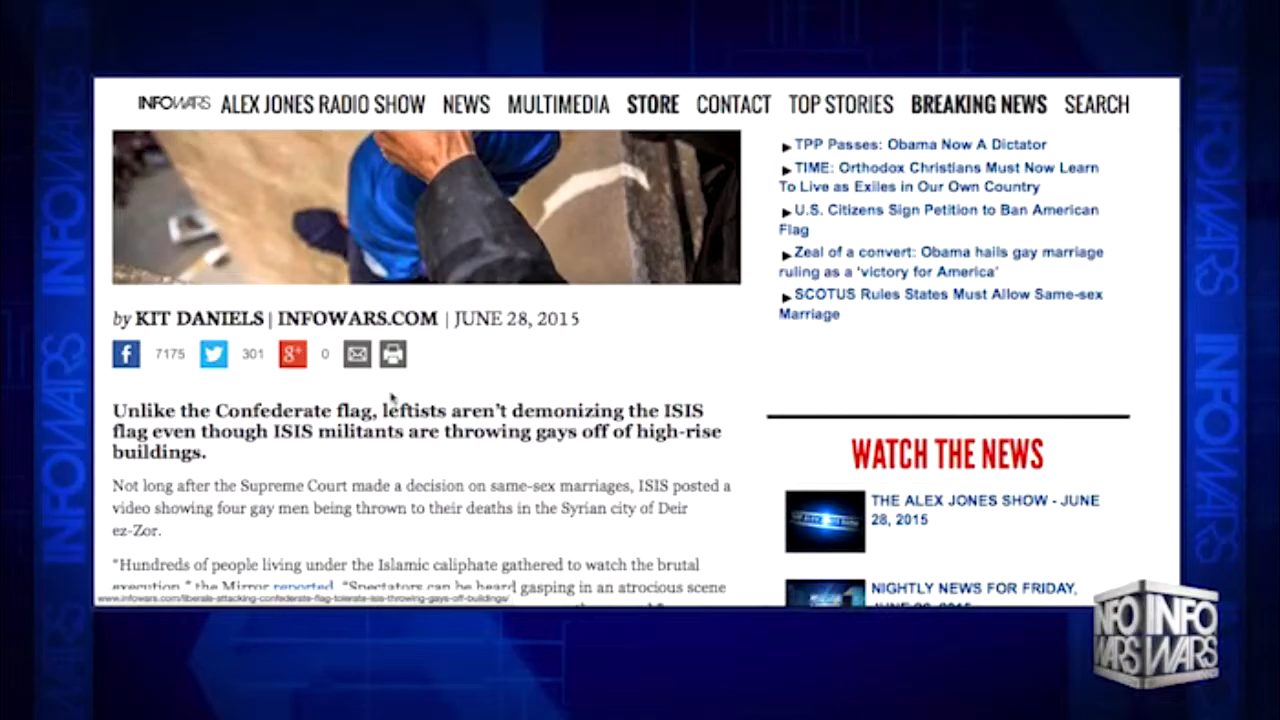 INFOWARS ALEX JONES RADIO SHOW NEWS MULTIMEDIA STORE CONTACT TOP STORIES BREAKING NEWS SEARCH
by KIT DANIELS | INFOWARS.COM | JUNE 28, 2015
7175 301 0
Unlike the Confederate flag, leftists aren't demonizing the ISIS
flag even though ISIS militants are throwing gays off of high-rise
buildings.
Not long after the Supreme Court made a decision on same-sex marriages, ISIS posted a
video showing four gay men being thrown to their deaths in the Syrian city of Deir
ez-Zor.
"Hundreds of people living under the Islamic caliphate gathered to watch the brutal
execution," the Mirror reported. "Spectators can be heard gasping in an atrocious scene
www.infowars.com/liberals-attacking-confederate-flag-tolerate-isis-throwing-gays-off-buildings/
TPP Passes: Obama Now A Dictator
TIME: Orthodox Christians Must Now Learn
To Live as Exiles in Our Own Country
U.S. Citizens Sign Petition to Ban American
Flag
Zeal of a convert: Obama hails gay marriage
ruling as a 'victory for America'
SCOTUS Rules States Must Allow Same-sex
Marriage
WATCH THE NEWS
THE ALEX JONES SHOW - JUNE
28, 2015
NIGHTLY NEWS FOR FRIDAY,
INFO INFO
WARS WARS
INFOWARS
INFOWARS
INFOWARS
INFOWARS